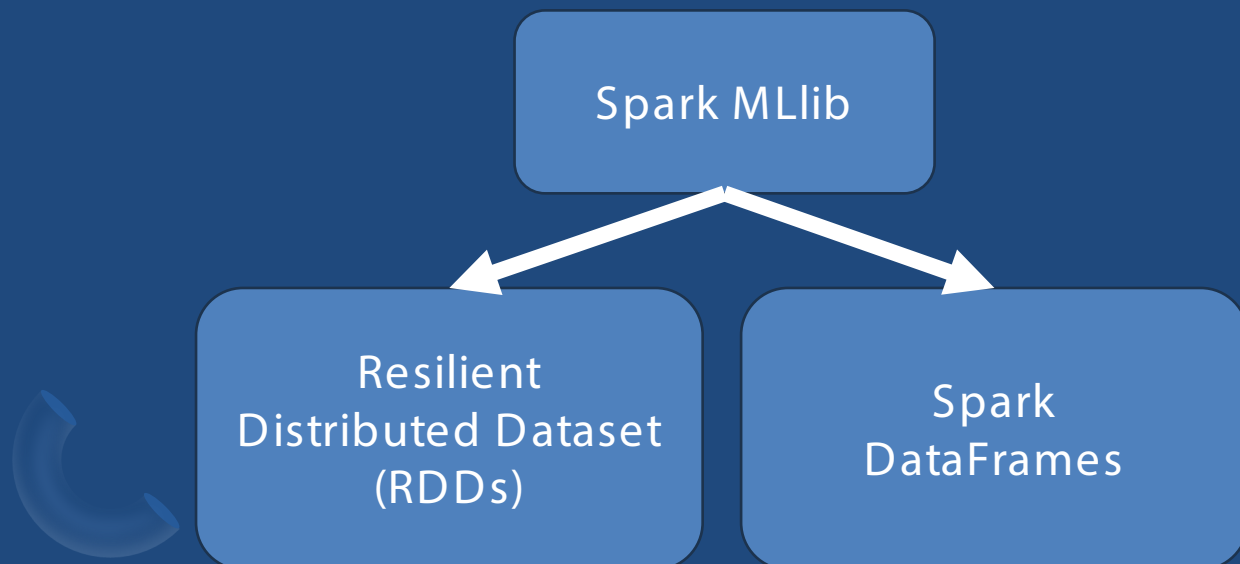 Spark MLlib
Resilient
Distributed Dataset
(RDDs)
Spark
DataFrames